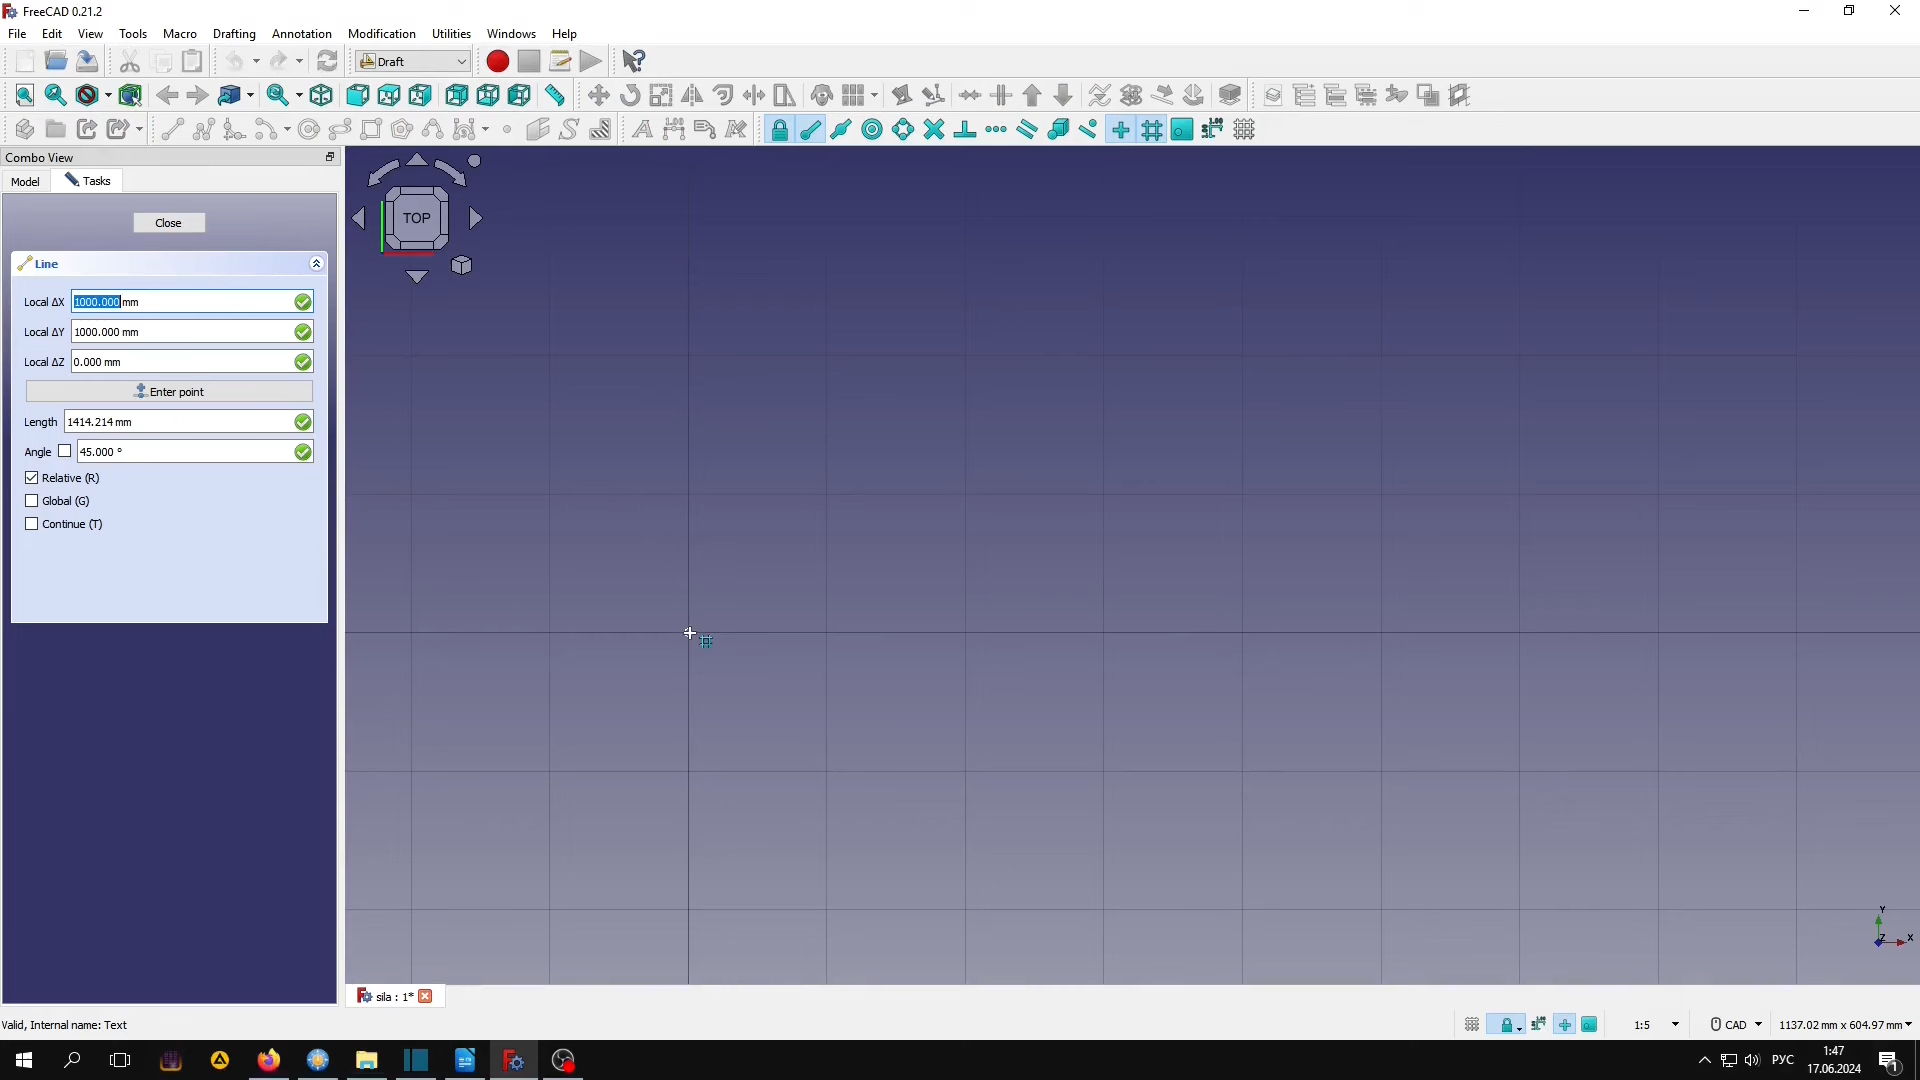 FreeCAD 0.21.2
File Edit View Tools Macro Drafting Annotation Modification Utilities Windows Help
Draft
Combo View
Model Tasks
Close
Line
Local ΔX 1000.000 mm
Local ΔY 1000.000 mm
Local ΔZ 0.000 mm
Enter point
Length 1414.214 mm
Angle 45.000 °
Relative (R)
Global (G)
Continue (T)
TOP
Y
Z X
sila : 1*
Valid, Internal name: Text
1:5 CAD 1137.02 mm x 604.97 mm
РУС
1:47
17.06.2024
1